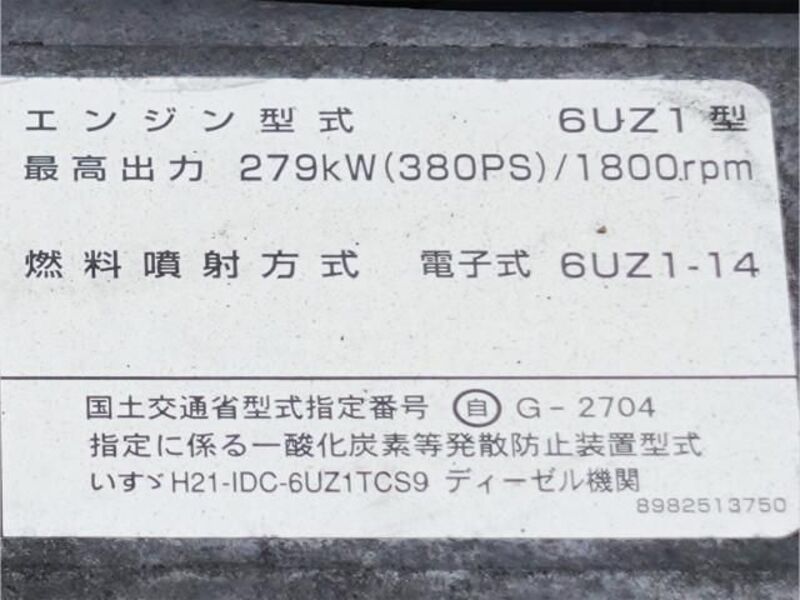 エンジン型式 6UZ1型
最高出力 279kW(380PS)/1800rpm
燃料噴射方式 電子式 6UZ1-14
国土交通省型式指定番号 ㊀自 G-2704
指定に係る一酸化炭素等発散防止装置型式
いすゞH21-IDC-6UZ1TCS9 ディーゼル機関
8982513750